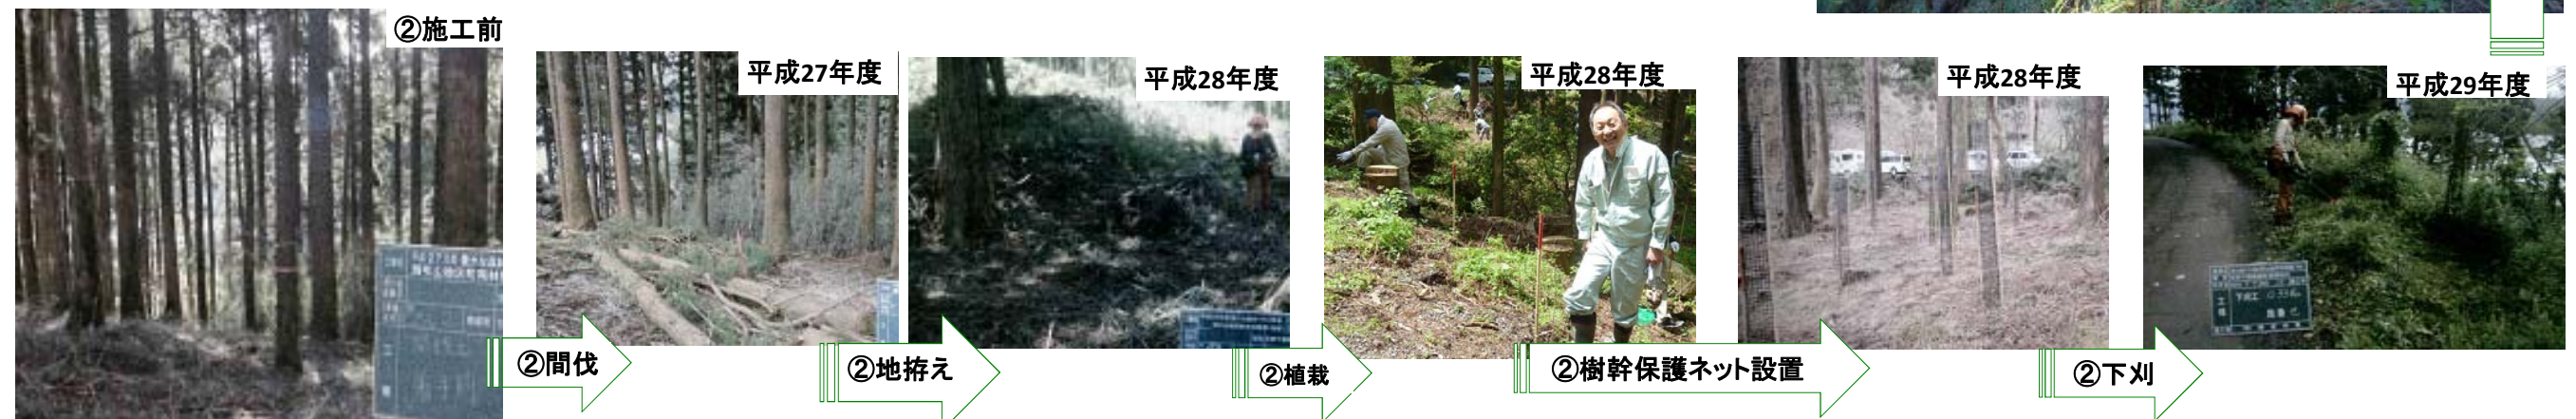 ②施工前
平成27年度
平成28年度
平成28年度
平成28年度
平成29年度
②間伐
②地拵え
②植栽
②樹幹保護ネット設置
②下刈